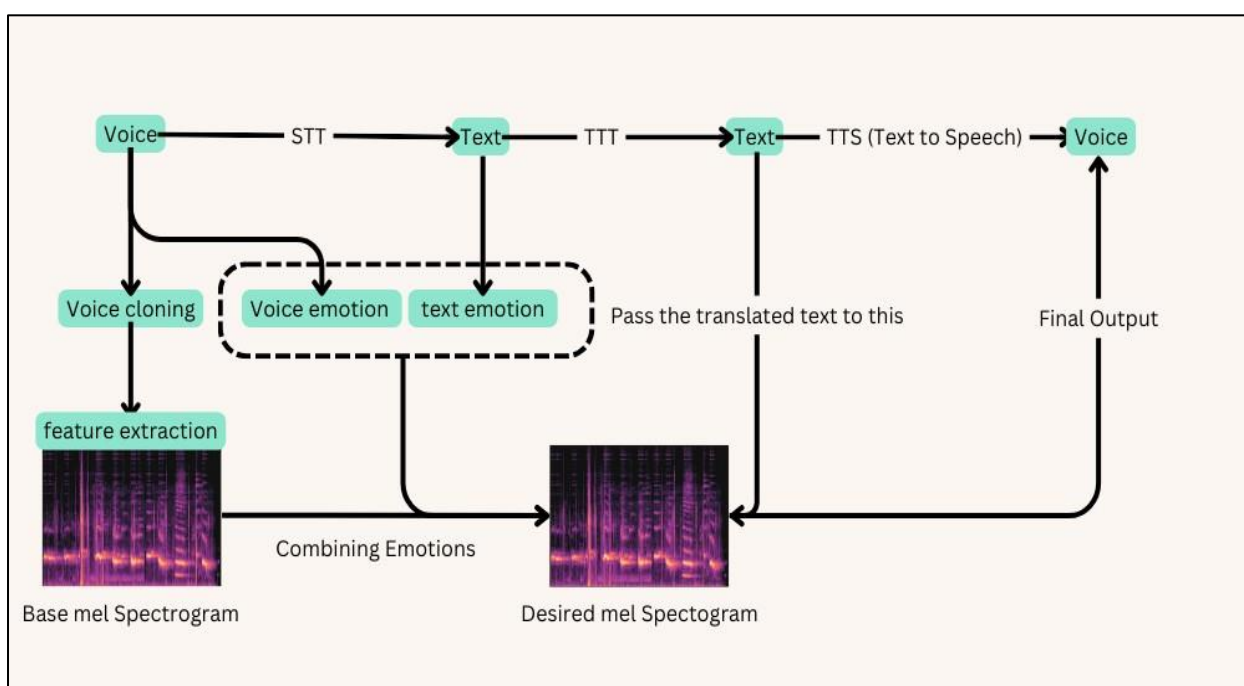 Voice
STT
Text
TTT
Text
TTS (Text to Speech)
Voice
Voice cloning
Voice emotion
text emotion
Pass the translated text to this
Final Output
feature extraction
Combining Emotions
Base mel Spectrogram
Desired mel Spectogram